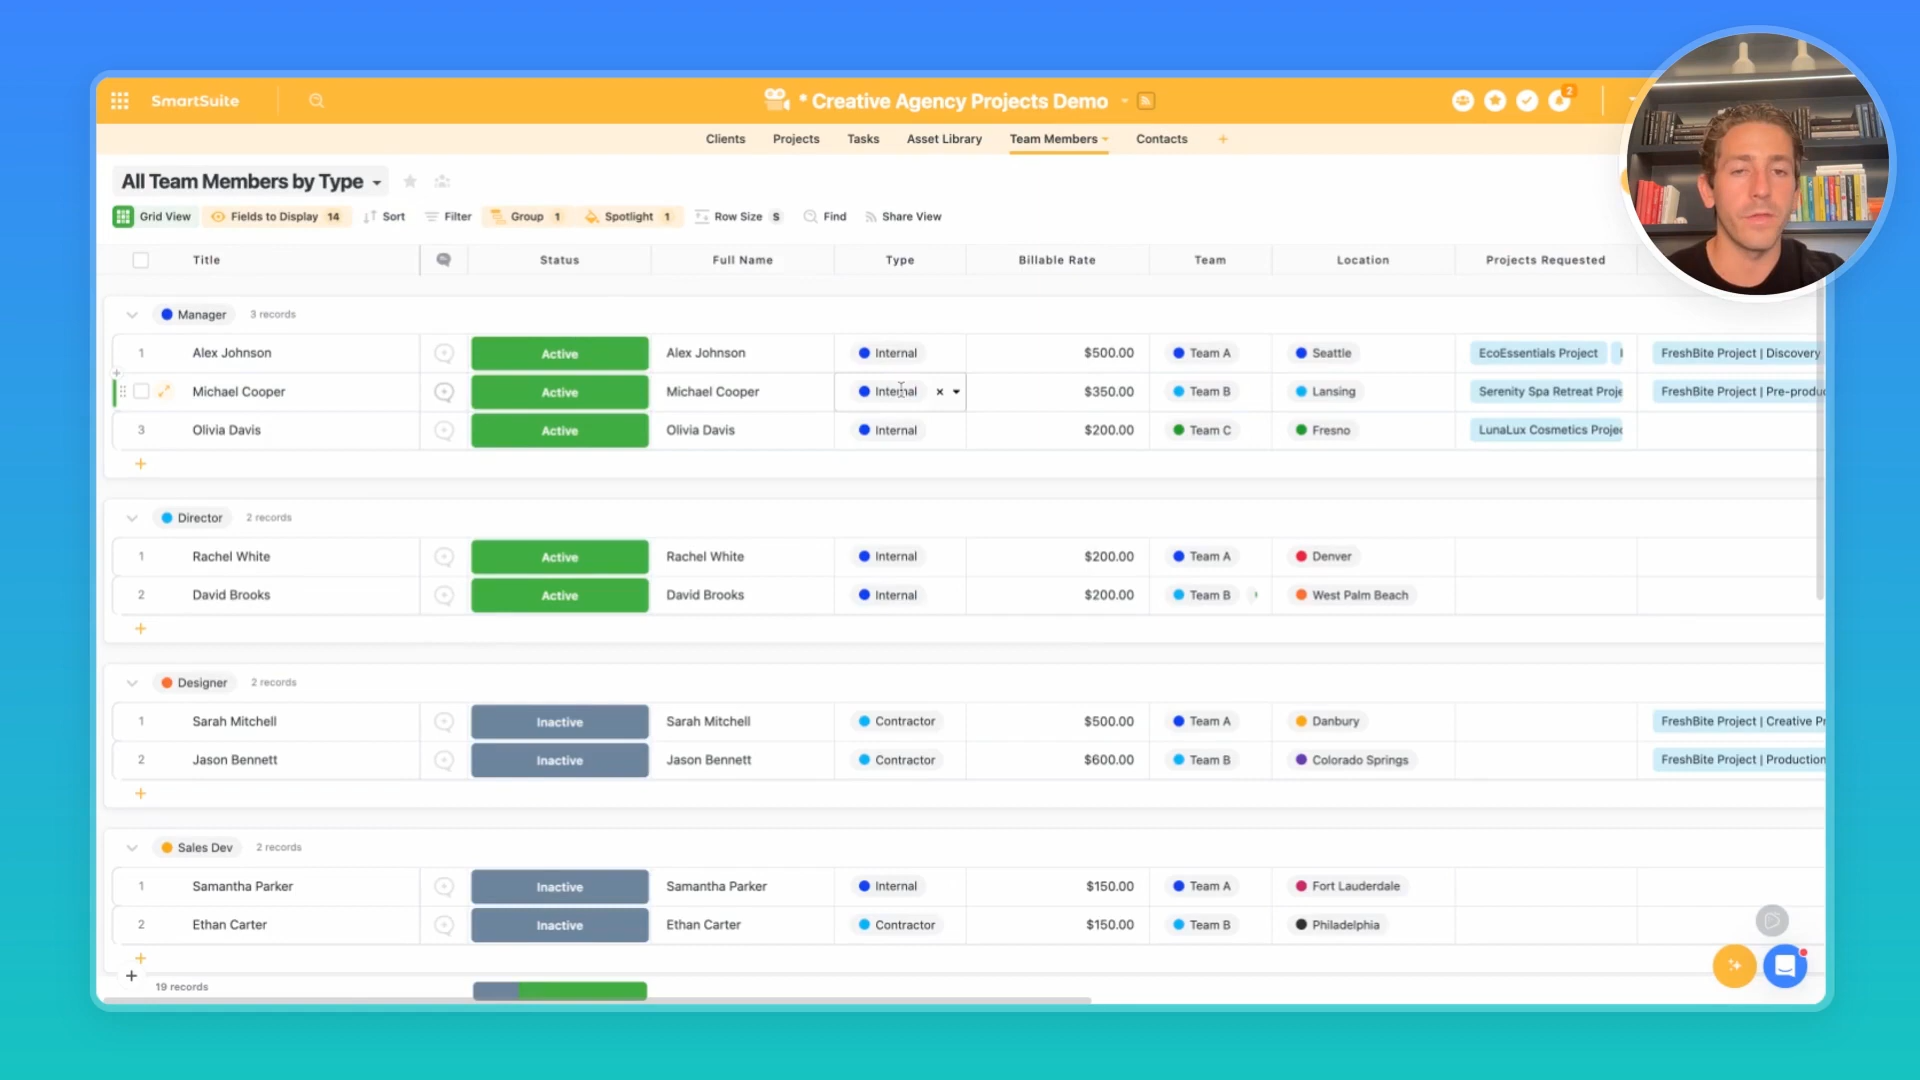 SmartSuite
* Creative Agency Projects Demo
2
Clients Projects Tasks Asset Library Team Members Contacts
All Team Members by Type
Grid View Fields to Display 14 Sort Filter Group 1 Spotlight 1 Row Size S Find Share View
Title Status Full Name Type Billable Rate Team Location Projects Requested
Manager 3 records
1 Alex Johnson Active Alex Johnson Internal $500.00 Team A Seattle EcoEssentials Project FreshBite Project | Discovery
Michael Cooper Active Michael Cooper Internal $350.00 Team B Lansing Serenity Spa Retreat Proje FreshBite Project | Pre-produc
3 Olivia Davis Active Olivia Davis Internal $200.00 Team C Fresno LunaLux Cosmetics Projec
Director 2 records
1 Rachel White Active Rachel White Internal $200.00 Team A Denver
2 David Brooks Active David Brooks Internal $200.00 Team B West Palm Beach
Designer 2 records
1 Sarah Mitchell Inactive Sarah Mitchell Contractor $500.00 Team A Danbury FreshBite Project | Creative Pr
2 Jason Bennett Inactive Jason Bennett Contractor $600.00 Team B Colorado Springs FreshBite Project | Production
Sales Dev 2 records
1 Samantha Parker Inactive Samantha Parker Internal $150.00 Team A Fort Lauderdale
2 Ethan Carter Inactive Ethan Carter Contractor $150.00 Team B Philadelphia
19 records